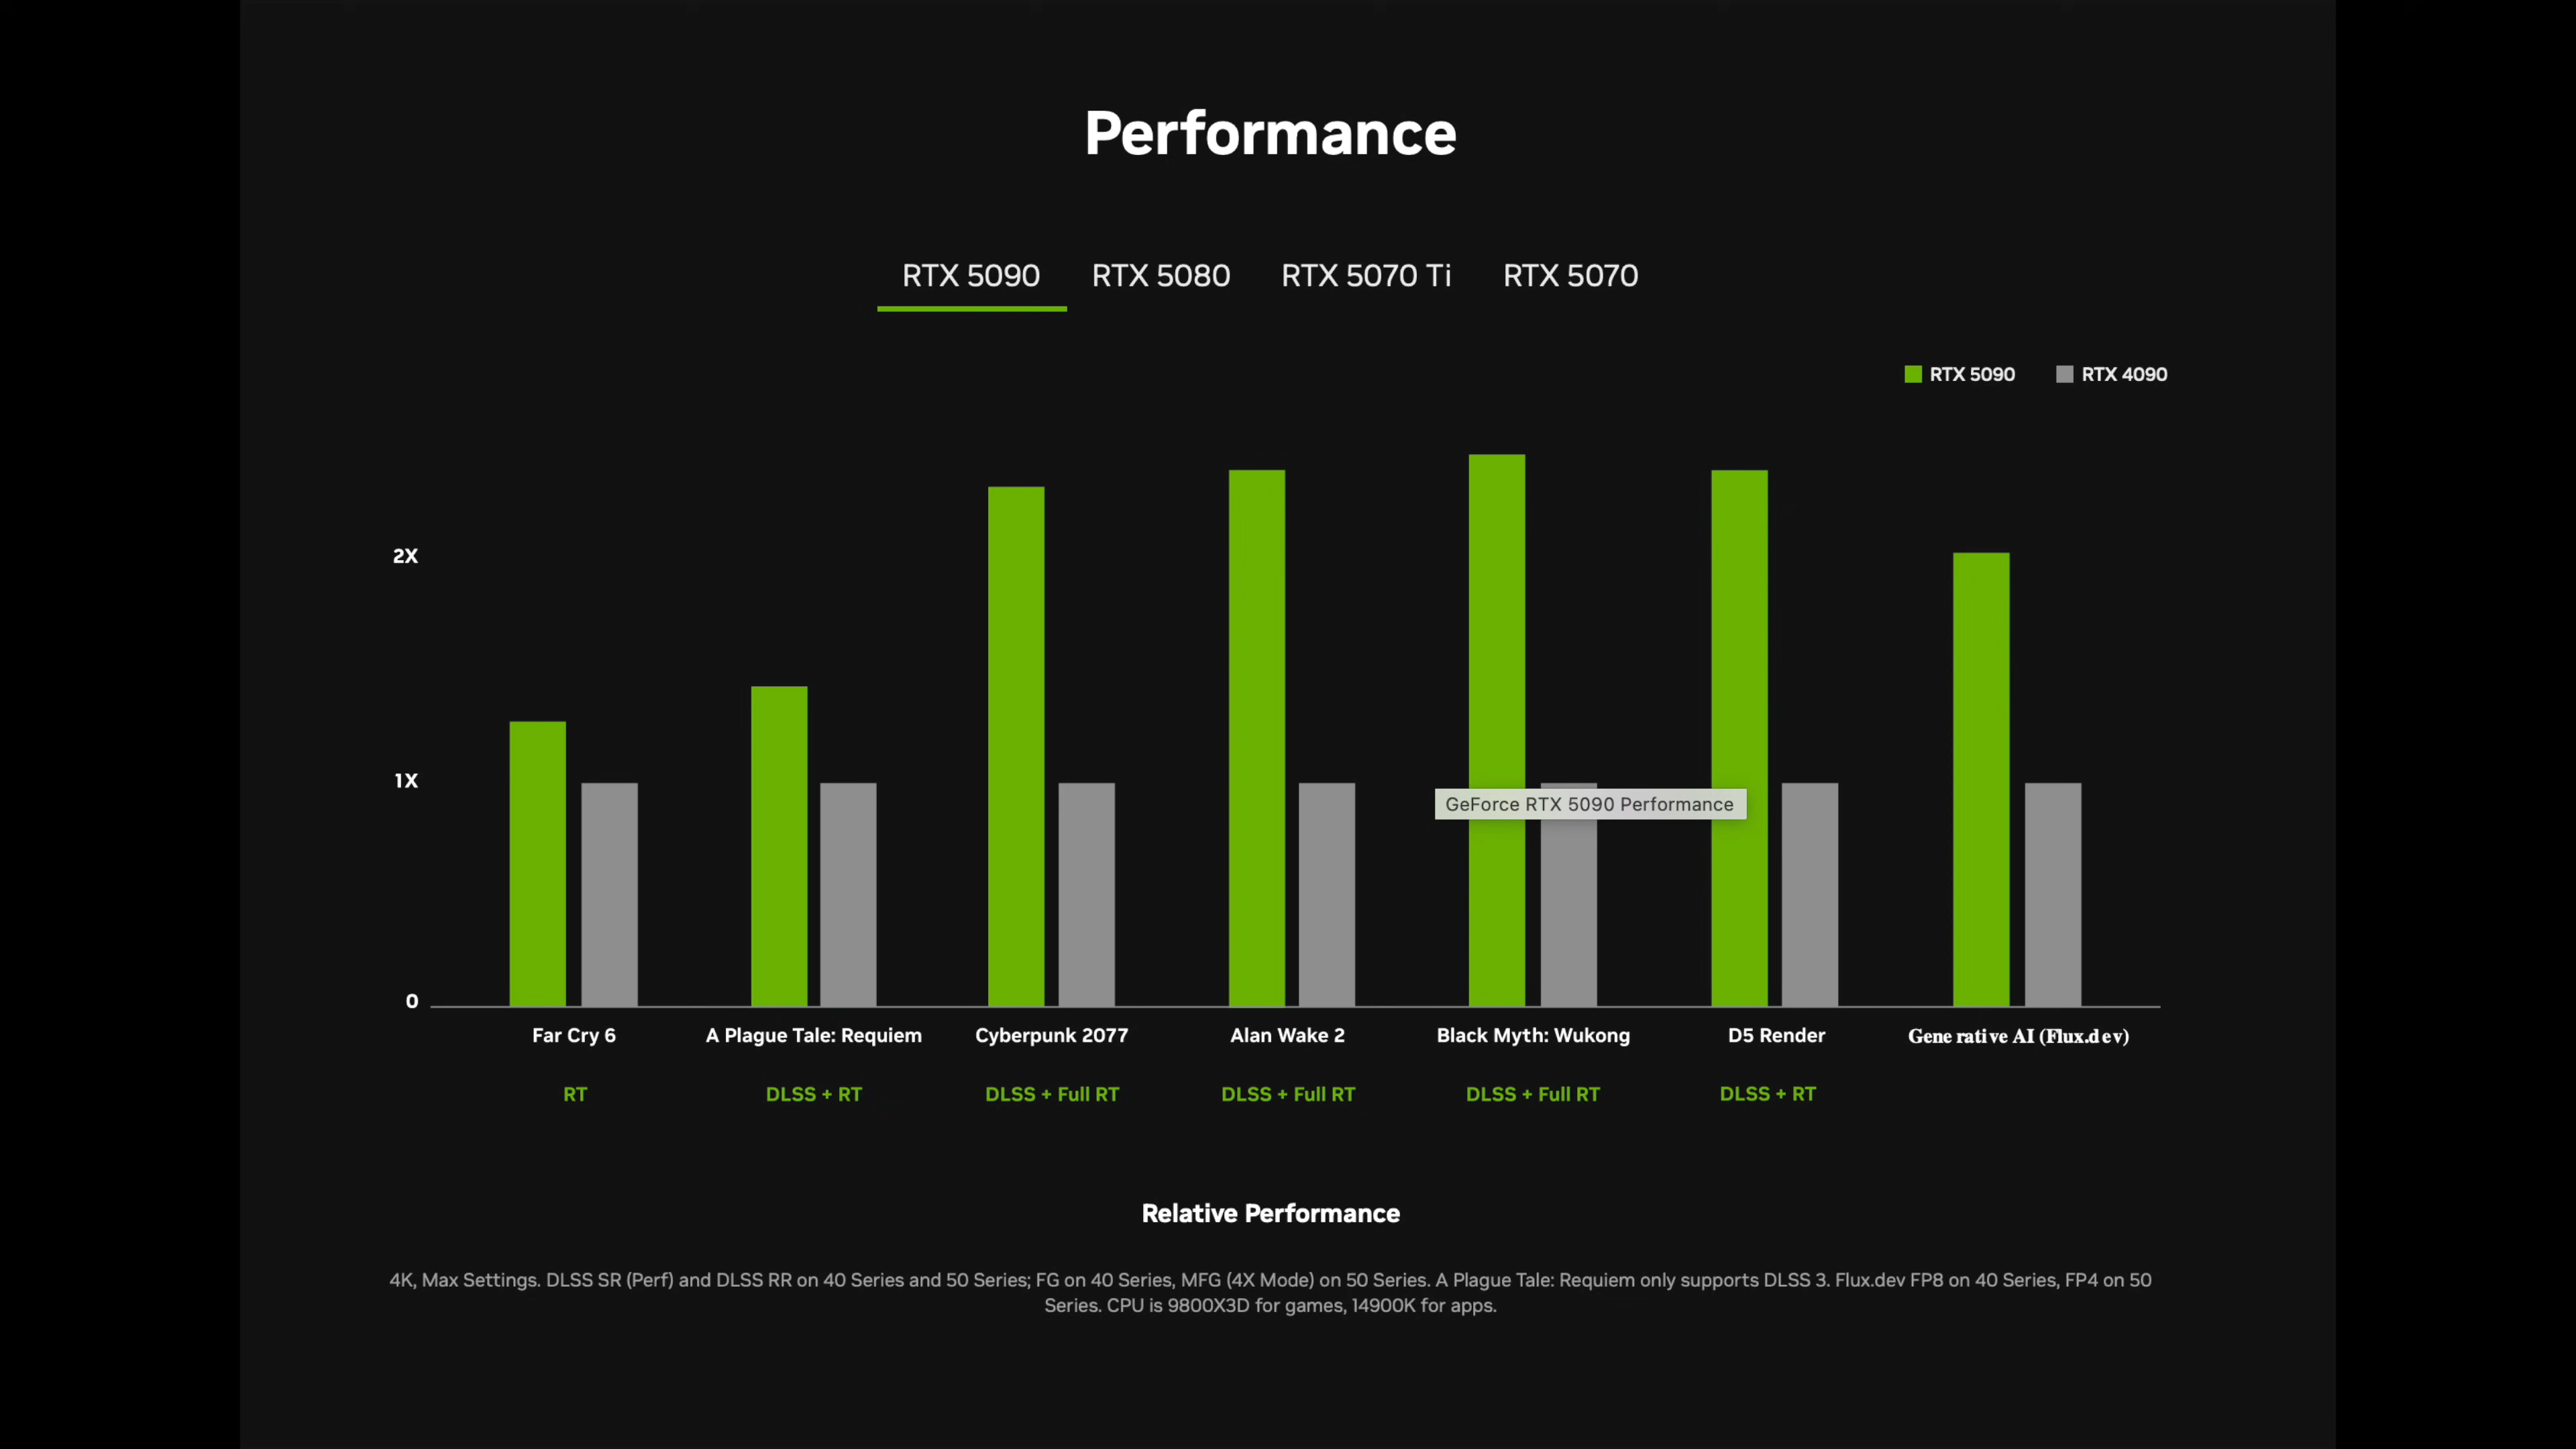 Performance
RTX 5090 RTX 5080 RTX 5070 Ti RTX 5070
RTX 5090 RTX 4090
2X
1X
0
GeForce RTX 5090 Performance
Far Cry 6 A Plague Tale: Requiem Cyberpunk 2077 Alan Wake 2 Black Myth: Wukong D5 Render Generative AI (Flux.dev)
RT DLSS + RT DLSS + Full RT DLSS + Full RT DLSS + Full RT DLSS + RT
Relative Performance
4K, Max Settings. DLSS SR (Perf) and DLSS RR on 40 Series and 50 Series; FG on 40 Series, MFG (4X Mode) on 50 Series. A Plague Tale: Requiem only supports DLSS 3. Flux.dev FP8 on 40 Series, FP4 on 50
Series. CPU is 9800X3D for games, 14900K for apps.